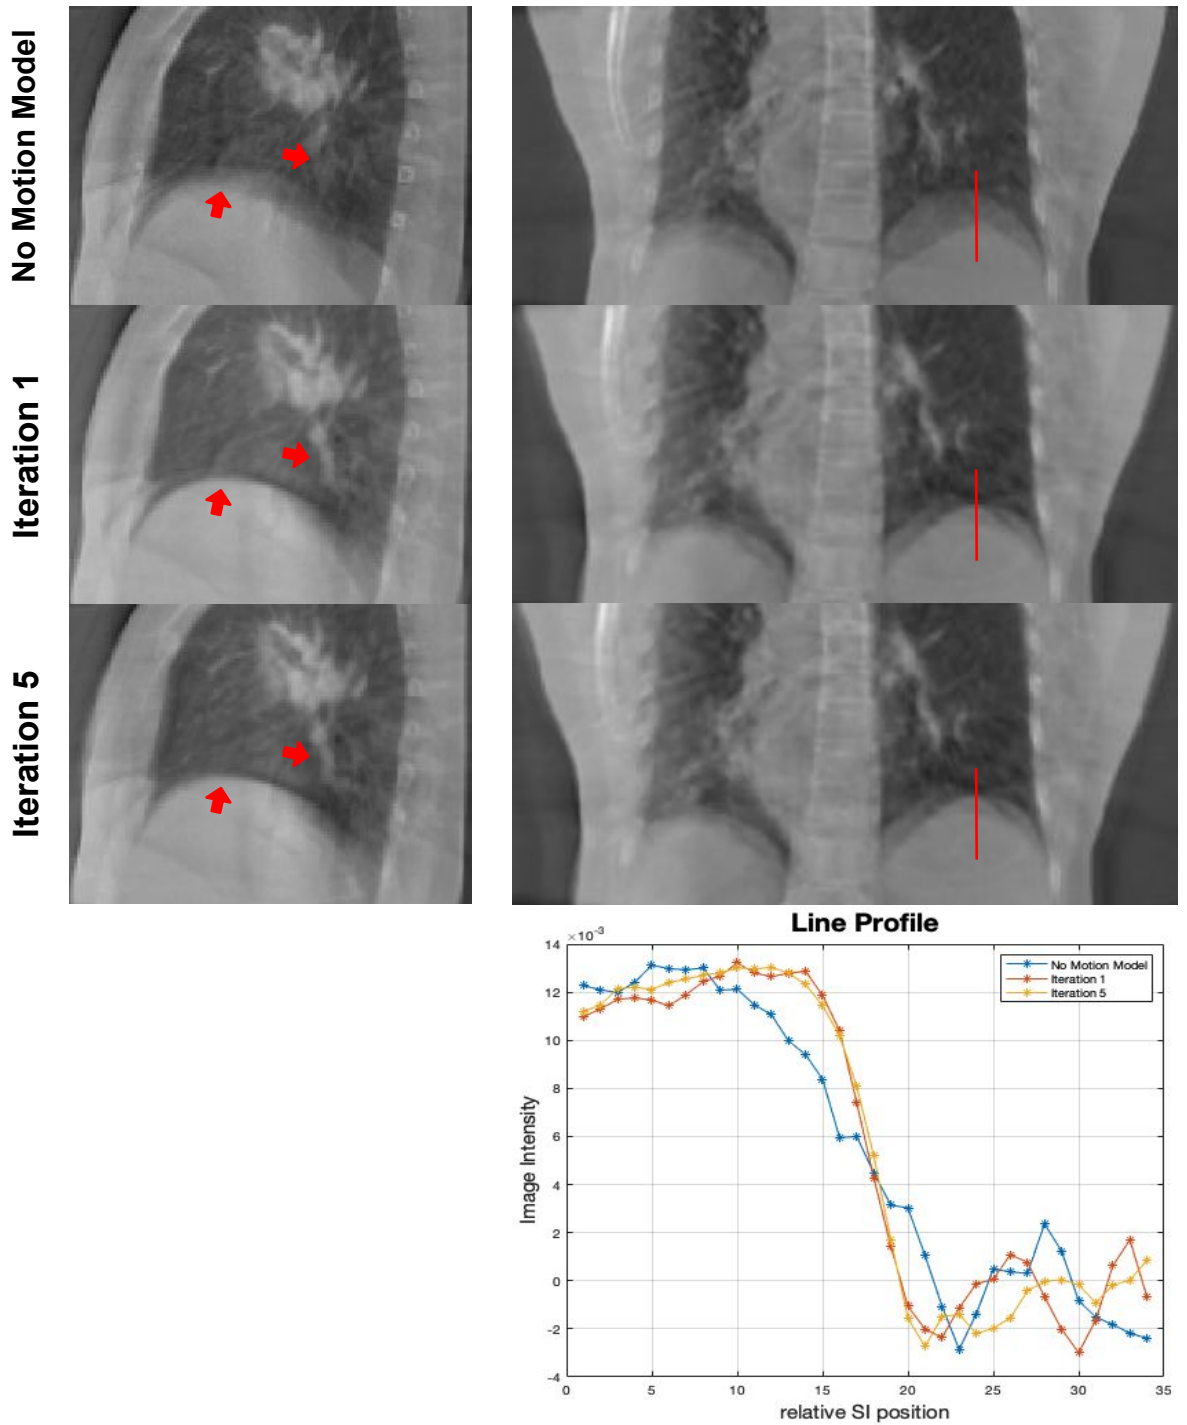 No Motion Model
Iteration 1
Iteration 5
Line Profile
×10⁻³
14
12
10
8
6
4
2
0
-2
-4
Image Intensity
No Motion Model
Iteration 1
Iteration 5
0 5 10 15 20 25 30 35
relative SI position